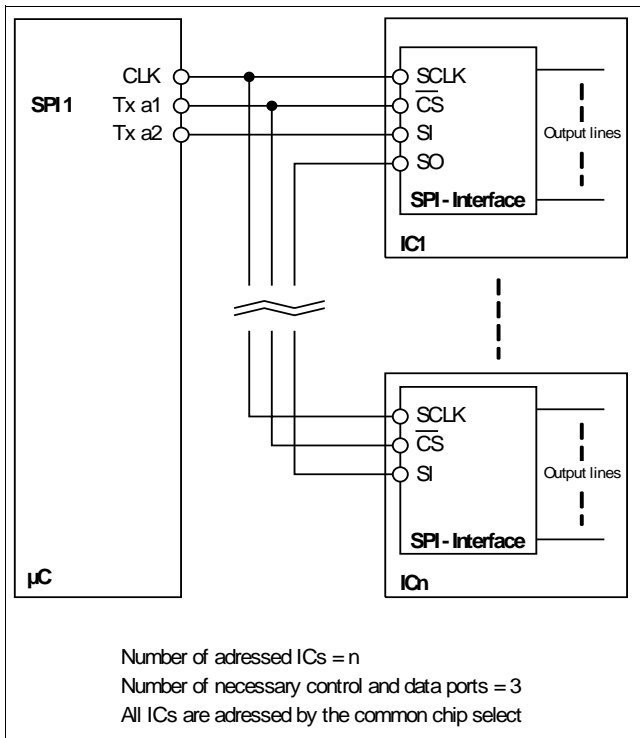 CLK
SPI 1
Tx a1
Tx a2
SCLK
CS
SI
SO
SPI - Interface
Output lines
IC1
SCLK
CS
SI
SPI - Interface
Output lines
ICn
µC
Number of adressed ICs = n
Number of necessary control and data ports = 3
All ICs are adressed by the common chip select